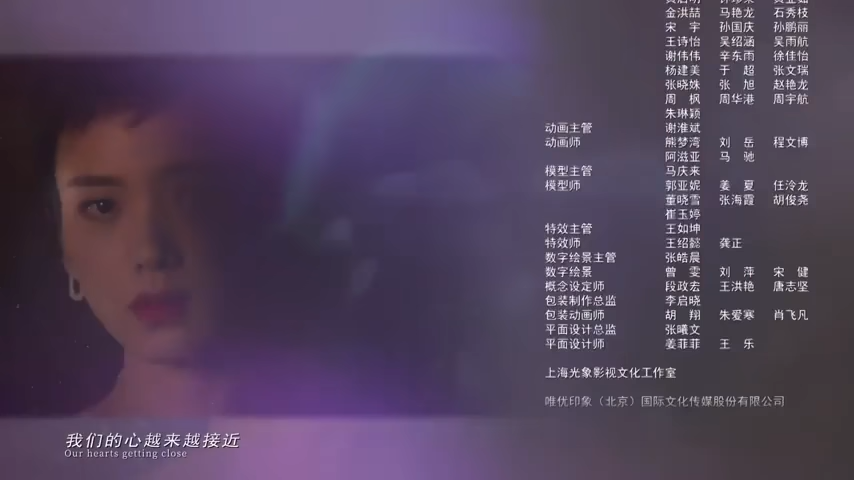 金洪喆 马艳龙 石秀枝
宋 宇 孙国庆 孙鹏丽
王诗怡 吴绍涵 吴雨航
谢伟伟 辛东雨 徐佳怡
杨建美 于 超 张文瑞
张晓姝 张 旭 赵艳龙
周 枫 周华港 周宇航
朱琳颖
动画主管 谢淮斌
动画师 熊梦湾 刘 岳 程文博
阿滋亚 马 驰
模型主管 马庆来
模型师 郭亚妮 姜 夏 任泠龙
董晓雪 张海霞 胡俊尧
崔玉婷
特效主管 王如坤
特效师 王绍懿 龚正
数字绘景主管 张皓晨
数字绘景 曾 雯 刘 萍 宋 健
概念设定师 段政宏 王洪艳 唐志坚
包装制作总监 李启晓
包装动画师 胡 翔 朱爱寒 肖飞凡
平面设计总监 张曦文
平面设计师 姜菲菲 王 乐
上海光象影视文化工作室
唯优印象（北京）国际文化传媒股份有限公司
我们的心越来越接近
Our hearts getting close